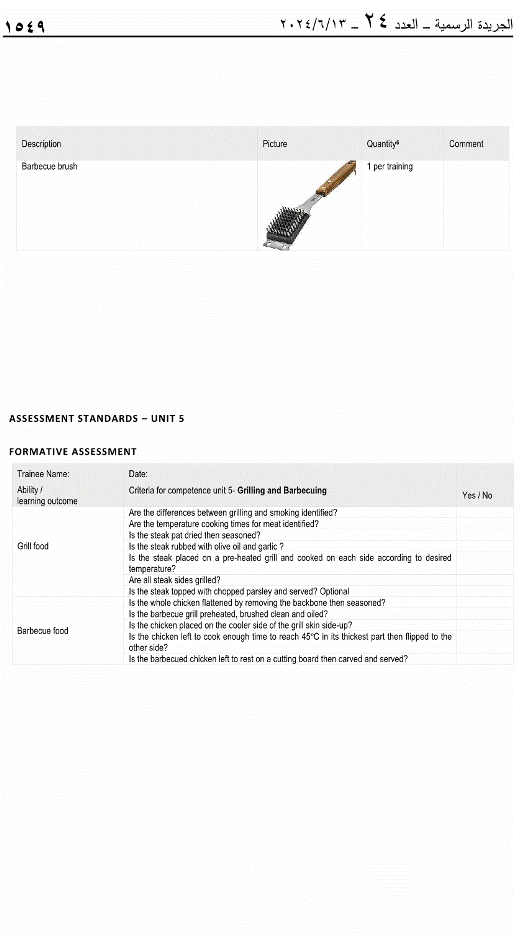 الجريدة الرسمية – العدد ٢٤ – ٢٠٢٤/٦/١٣ ١٥٤٩
Description Picture Quantity⁶ Comment
Barbecue brush 1 per training
ASSESSMENT STANDARDS – UNIT 5
FORMATIVE ASSESSMENT
Trainee Name: Date:
Ability / learning outcome Criteria for competence unit 5- Grilling and Barbecuing Yes / No
Grill food
Are the differences between grilling and smoking identified?
Are the temperature cooking times for meat identified?
Is the steak pat dried then seasoned?
Is the steak rubbed with olive oil and garlic ?
Is the steak placed on a pre-heated grill and cooked on each side according to desired
temperature?
Are all steak sides grilled?
Is the steak topped with chopped parsley and served? Optional
Barbecue food
Is the whole chicken flattened by removing the backbone then seasoned?
Is the barbecue grill preheated, brushed clean and oiled?
Is the chicken placed on the cooler side of the grill skin side-up?
Is the chicken left to cook enough time to reach 45°C in its thickest part then flipped to the
other side?
Is the barbecued chicken left to rest on a cutting board then carved and served?